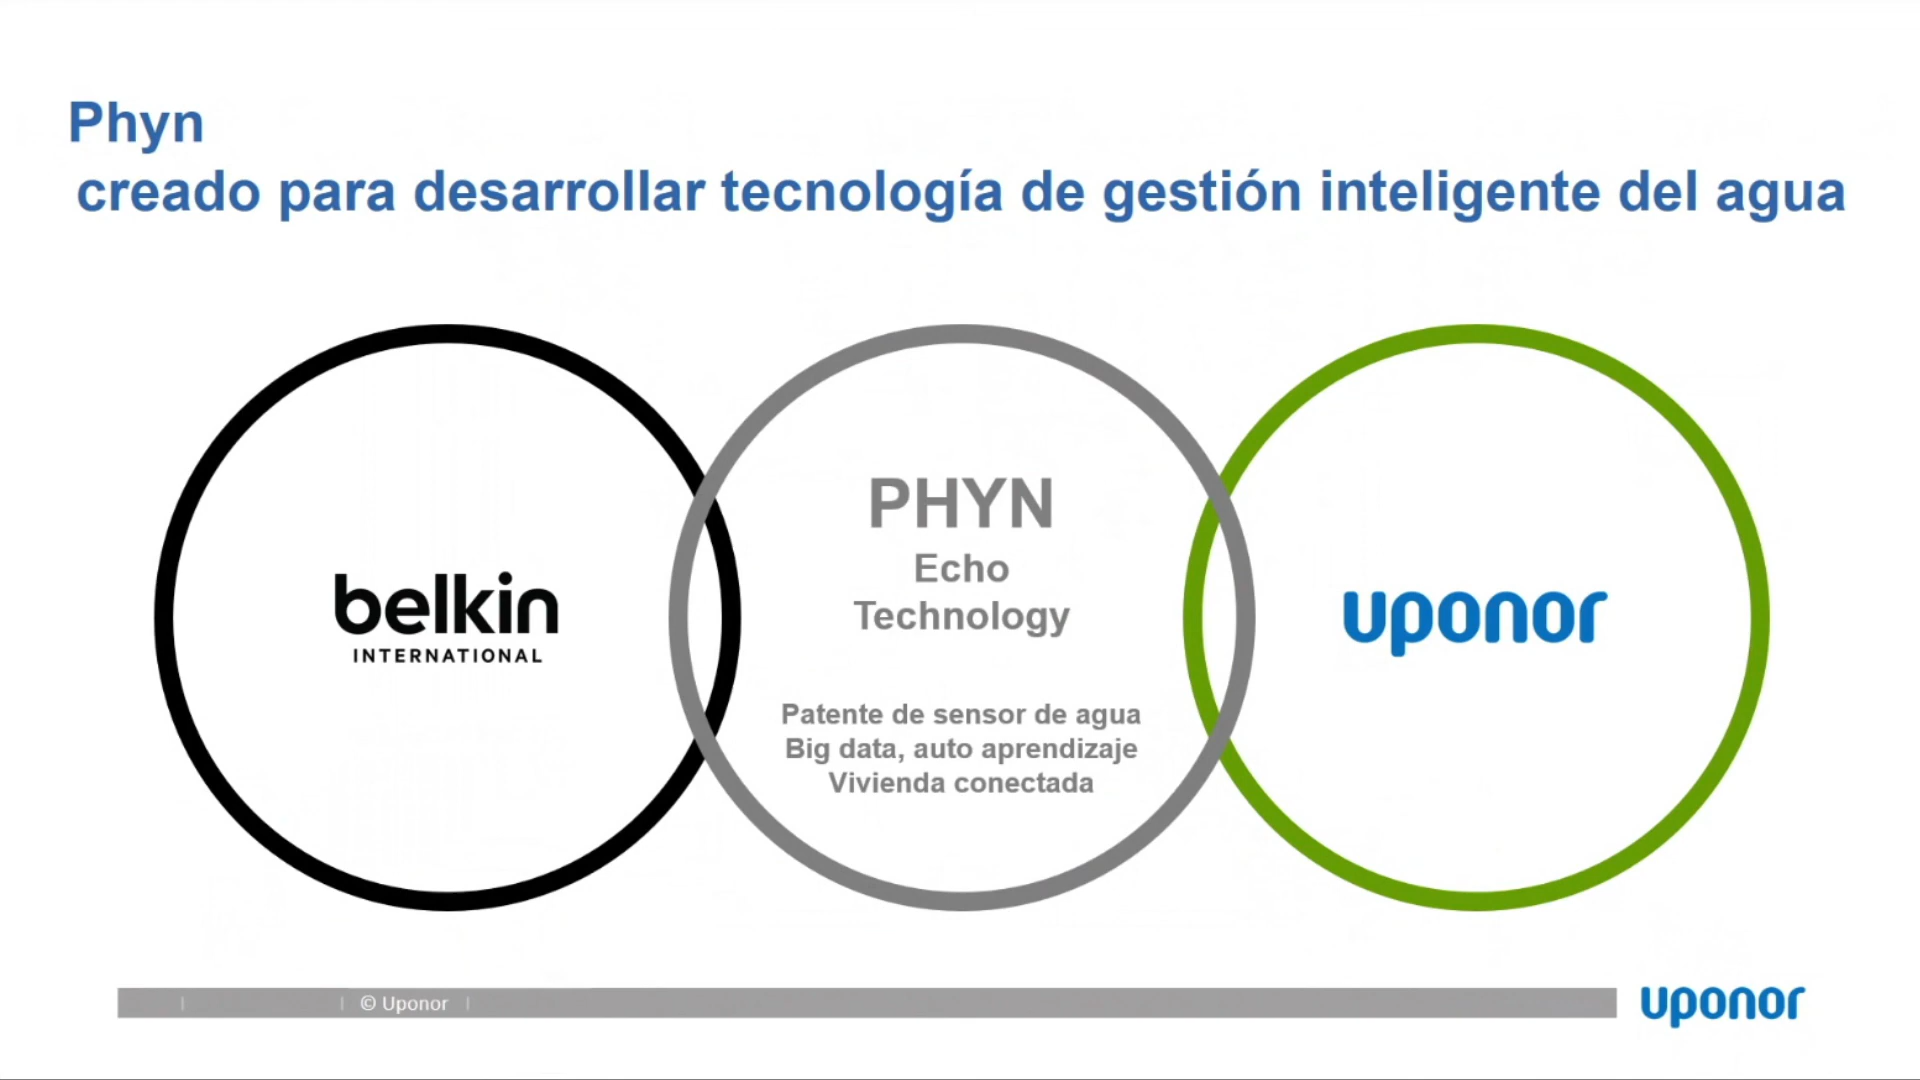 Phyn
creado para desarrollar tecnología de gestión inteligente del agua
belkin
INTERNATIONAL
PHYN
Echo
Technology
Patente de sensor de agua
Big data, auto aprendizaje
Vivienda conectada
uponor
© Uponor
uponor